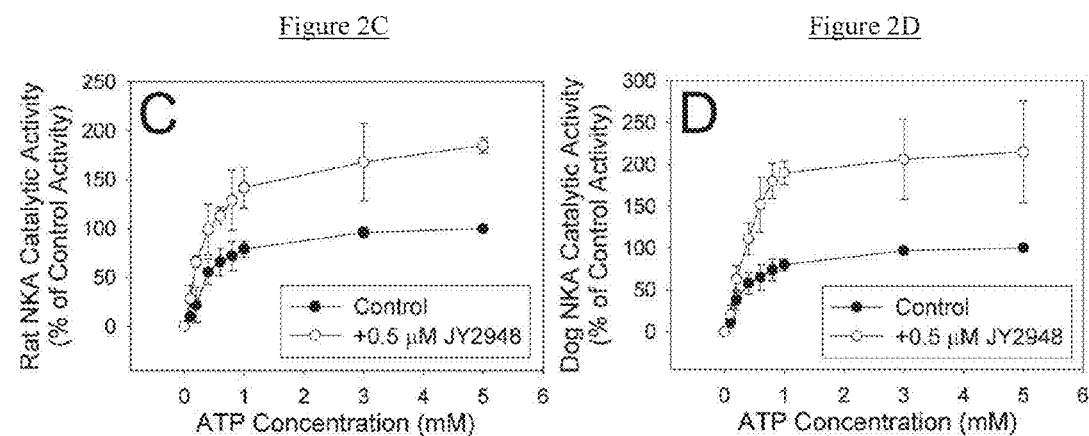 Figure 2C
Figure 2D
C
Rat NKA Catalytic Activity
(% of Control Activity)
250
200
150
100
50
0
Control
+0.5 μM JY2948
0 1 2 3 4 5 6
ATP Concentration (mM)
D
Dog NKA Catalytic Activity
(% of Control Activity)
300
250
200
150
100
50
0
Control
+0.5 μM JY2948
0 1 2 3 4 5 6
ATP Concentration (mM)